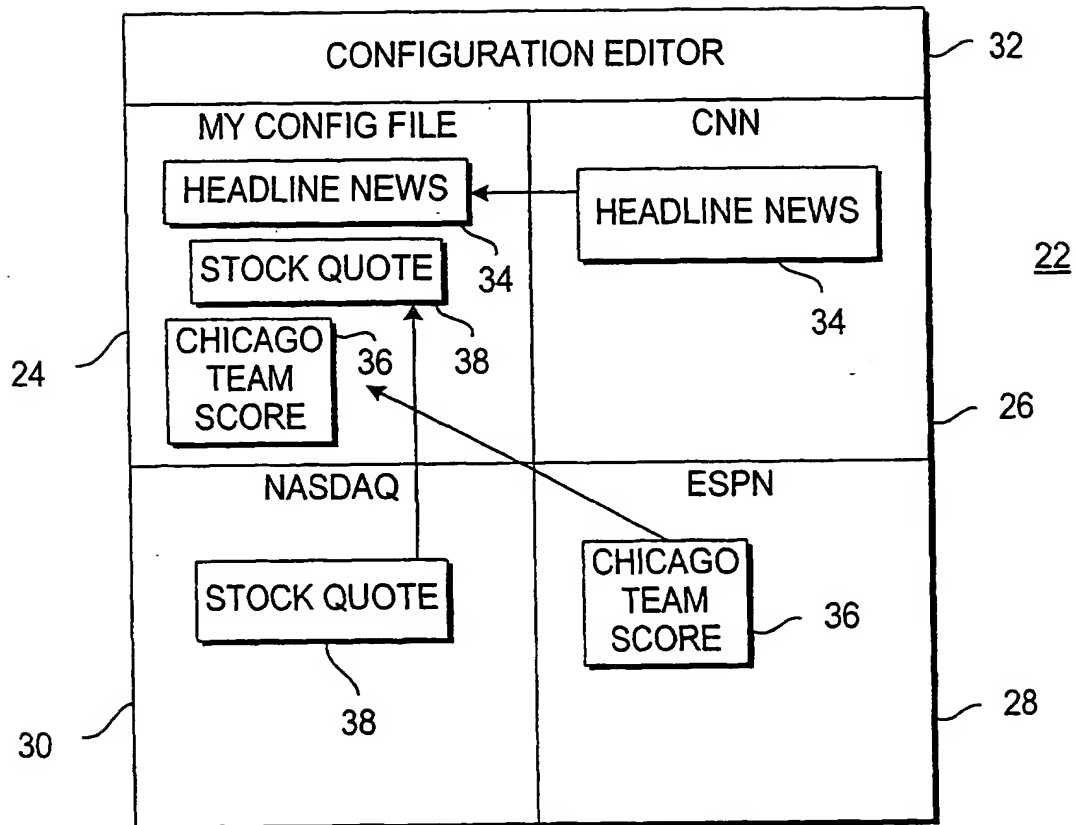 CONFIGURATION EDITOR
32
MY CONFIG FILE
CNN
HEADLINE NEWS
HEADLINE NEWS
34
STOCK QUOTE
22
34
38
CHICAGO
TEAM
SCORE
36
24
26
NASDAQ
ESPN
STOCK QUOTE
38
CHICAGO
TEAM
SCORE
36
30
28